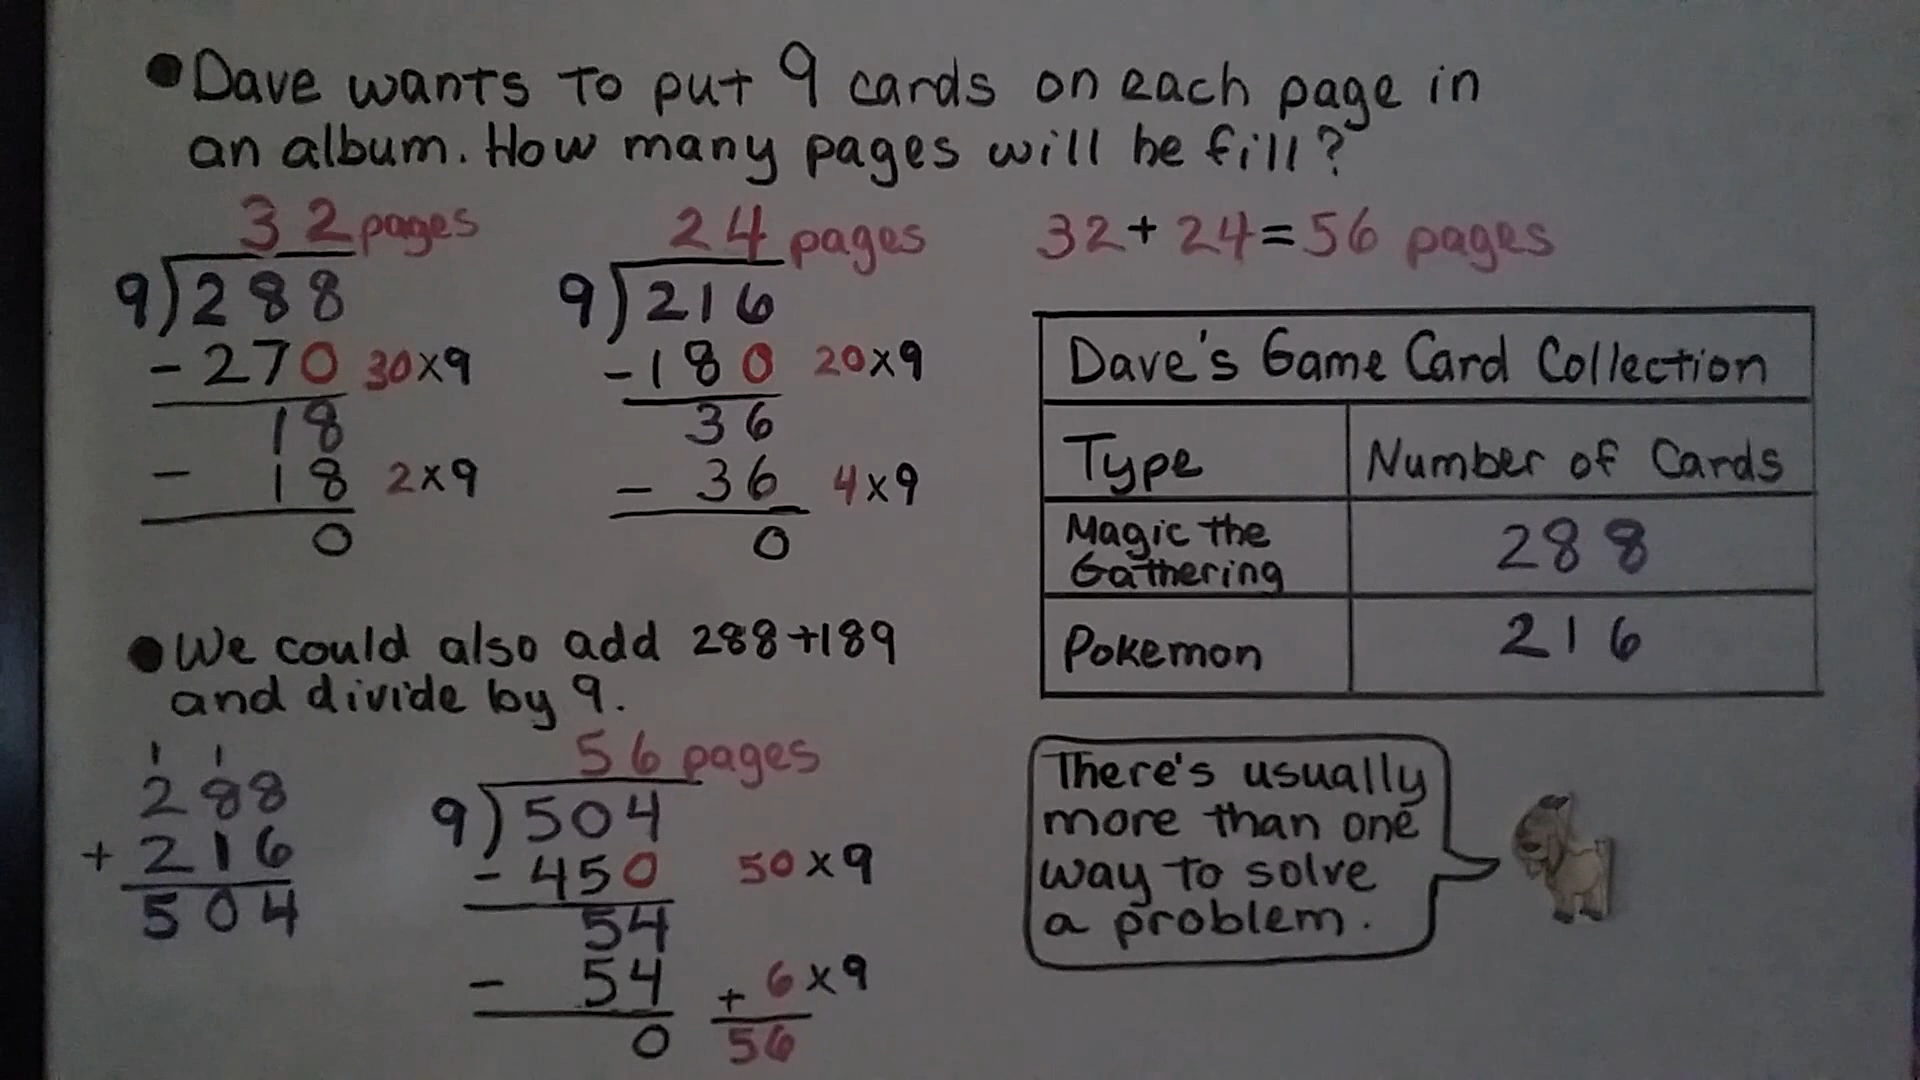 • Dave wants to put 9 cards on each page in
an album. How many pages will be fill?
32 pages
9)288
-270 30x9
18
- 18 2x9
0
24 pages
9)216
-180 20x9
36
- 36 4x9
0
32+24=56 pages
Dave's Game Card Collection
Type Number of Cards
Magic the
Gathering 288
Pokemon 216
• We could also add 288+189
and divide by 9.
1 1
288
+ 216
504
56 pages
9)504
-450 50x9
54
- 54 + 6x9
0 56
There's usually
more than one
way to solve
a problem.